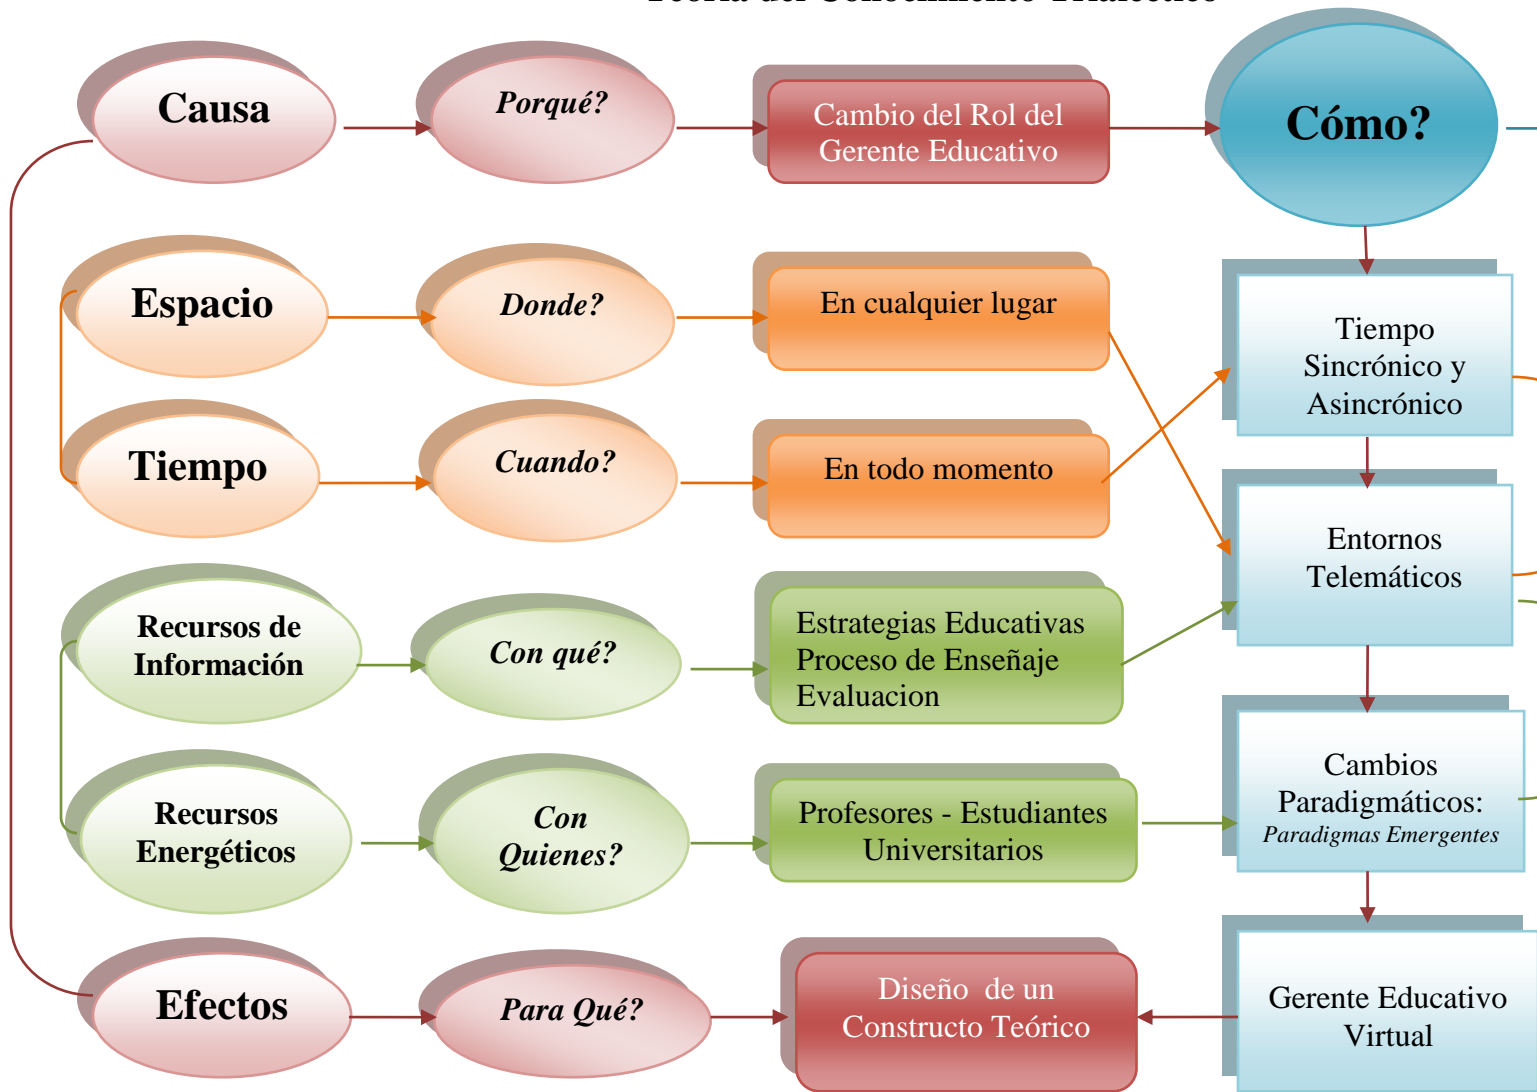 Causa
Porqué?
Cambio del Rol del
Gerente Educativo
Cómo?
Espacio
Donde?
En cualquier lugar
Tiempo
Sincrónico y
Asincrónico
Tiempo
Cuando?
En todo momento
Entornos
Telemáticos
Recursos de
Información
Con qué?
Estrategias Educativas
Proceso de Enseñaje
Evaluacion
Recursos
Energéticos
Con
Quienes?
Profesores - Estudiantes
Universitarios
Cambios
Paradigmáticos:
Paradigmas Emergentes
Efectos
Para Qué?
Diseño de un
Constructo Teórico
Gerente Educativo
Virtual